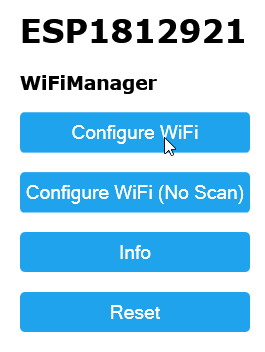 ESP1812921
WiFiManager
Configure WiFi
Configure WiFi (No Scan)
Info
Reset